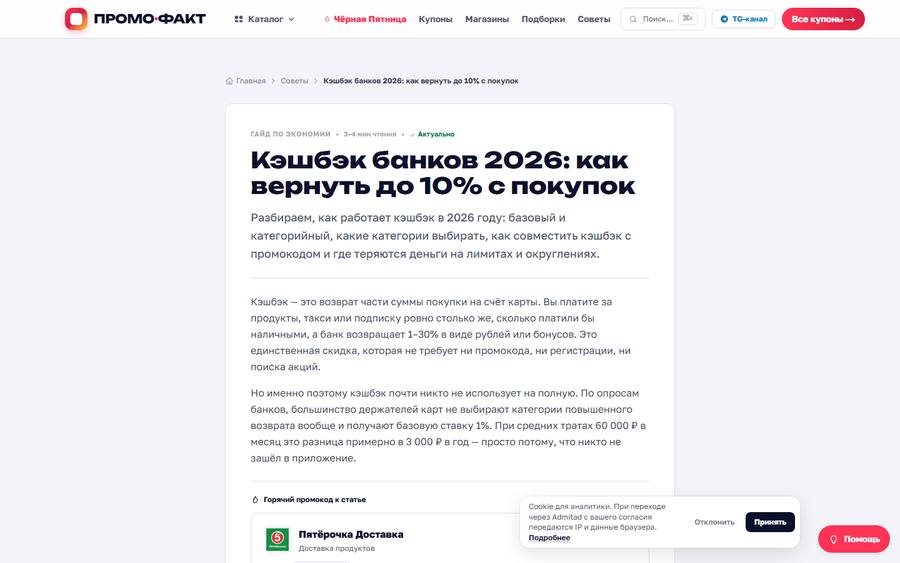 ПРОМО·ФАКТ
Каталог
Чёрная Пятница
Купоны
Магазины
Подборки
Советы
Поиск...
⌘K
TG-канал
Все купоны →
Главная > Советы > Кэшбэк банков 2026: как вернуть до 10% с покупок
ГАЙД ПО ЭКОНОМИИ • 3–4 мин чтения • ✓ Актуально
Кэшбэк банков 2026: как
вернуть до 10% с покупок
Разбираем, как работает кэшбэк в 2026 году: базовый и
категорийный, какие категории выбирать, как совместить кэшбэк с
промокодом и где теряются деньги на лимитах и округлениях.
Кэшбэк — это возврат части суммы покупки на счёт карты. Вы платите за
продукты, такси или подписку ровно столько же, сколько платили бы
наличными, а банк возвращает 1–30% в виде рублей или бонусов. Это
единственная скидка, которая не требует ни промокода, ни регистрации, ни
поиска акций.
Но именно поэтому кэшбэк почти никто не использует на полную. По опросам
банков, большинство держателей карт не выбирают категории повышенного
возврата вообще и получают базовую ставку 1%. При средних тратах 60 000 ₽ в
месяц это разница примерно в 3 000 ₽ в год — просто потому, что никто не
зашёл в приложение.
Горячий промокод к статье
Пятёрочка Доставка
Доставка продуктов
Cookie для аналитики. При переходе
через Admitad с вашего согласия
передаются IP и данные браузера.
Подробнее
Отклонить
Принять
Помощь